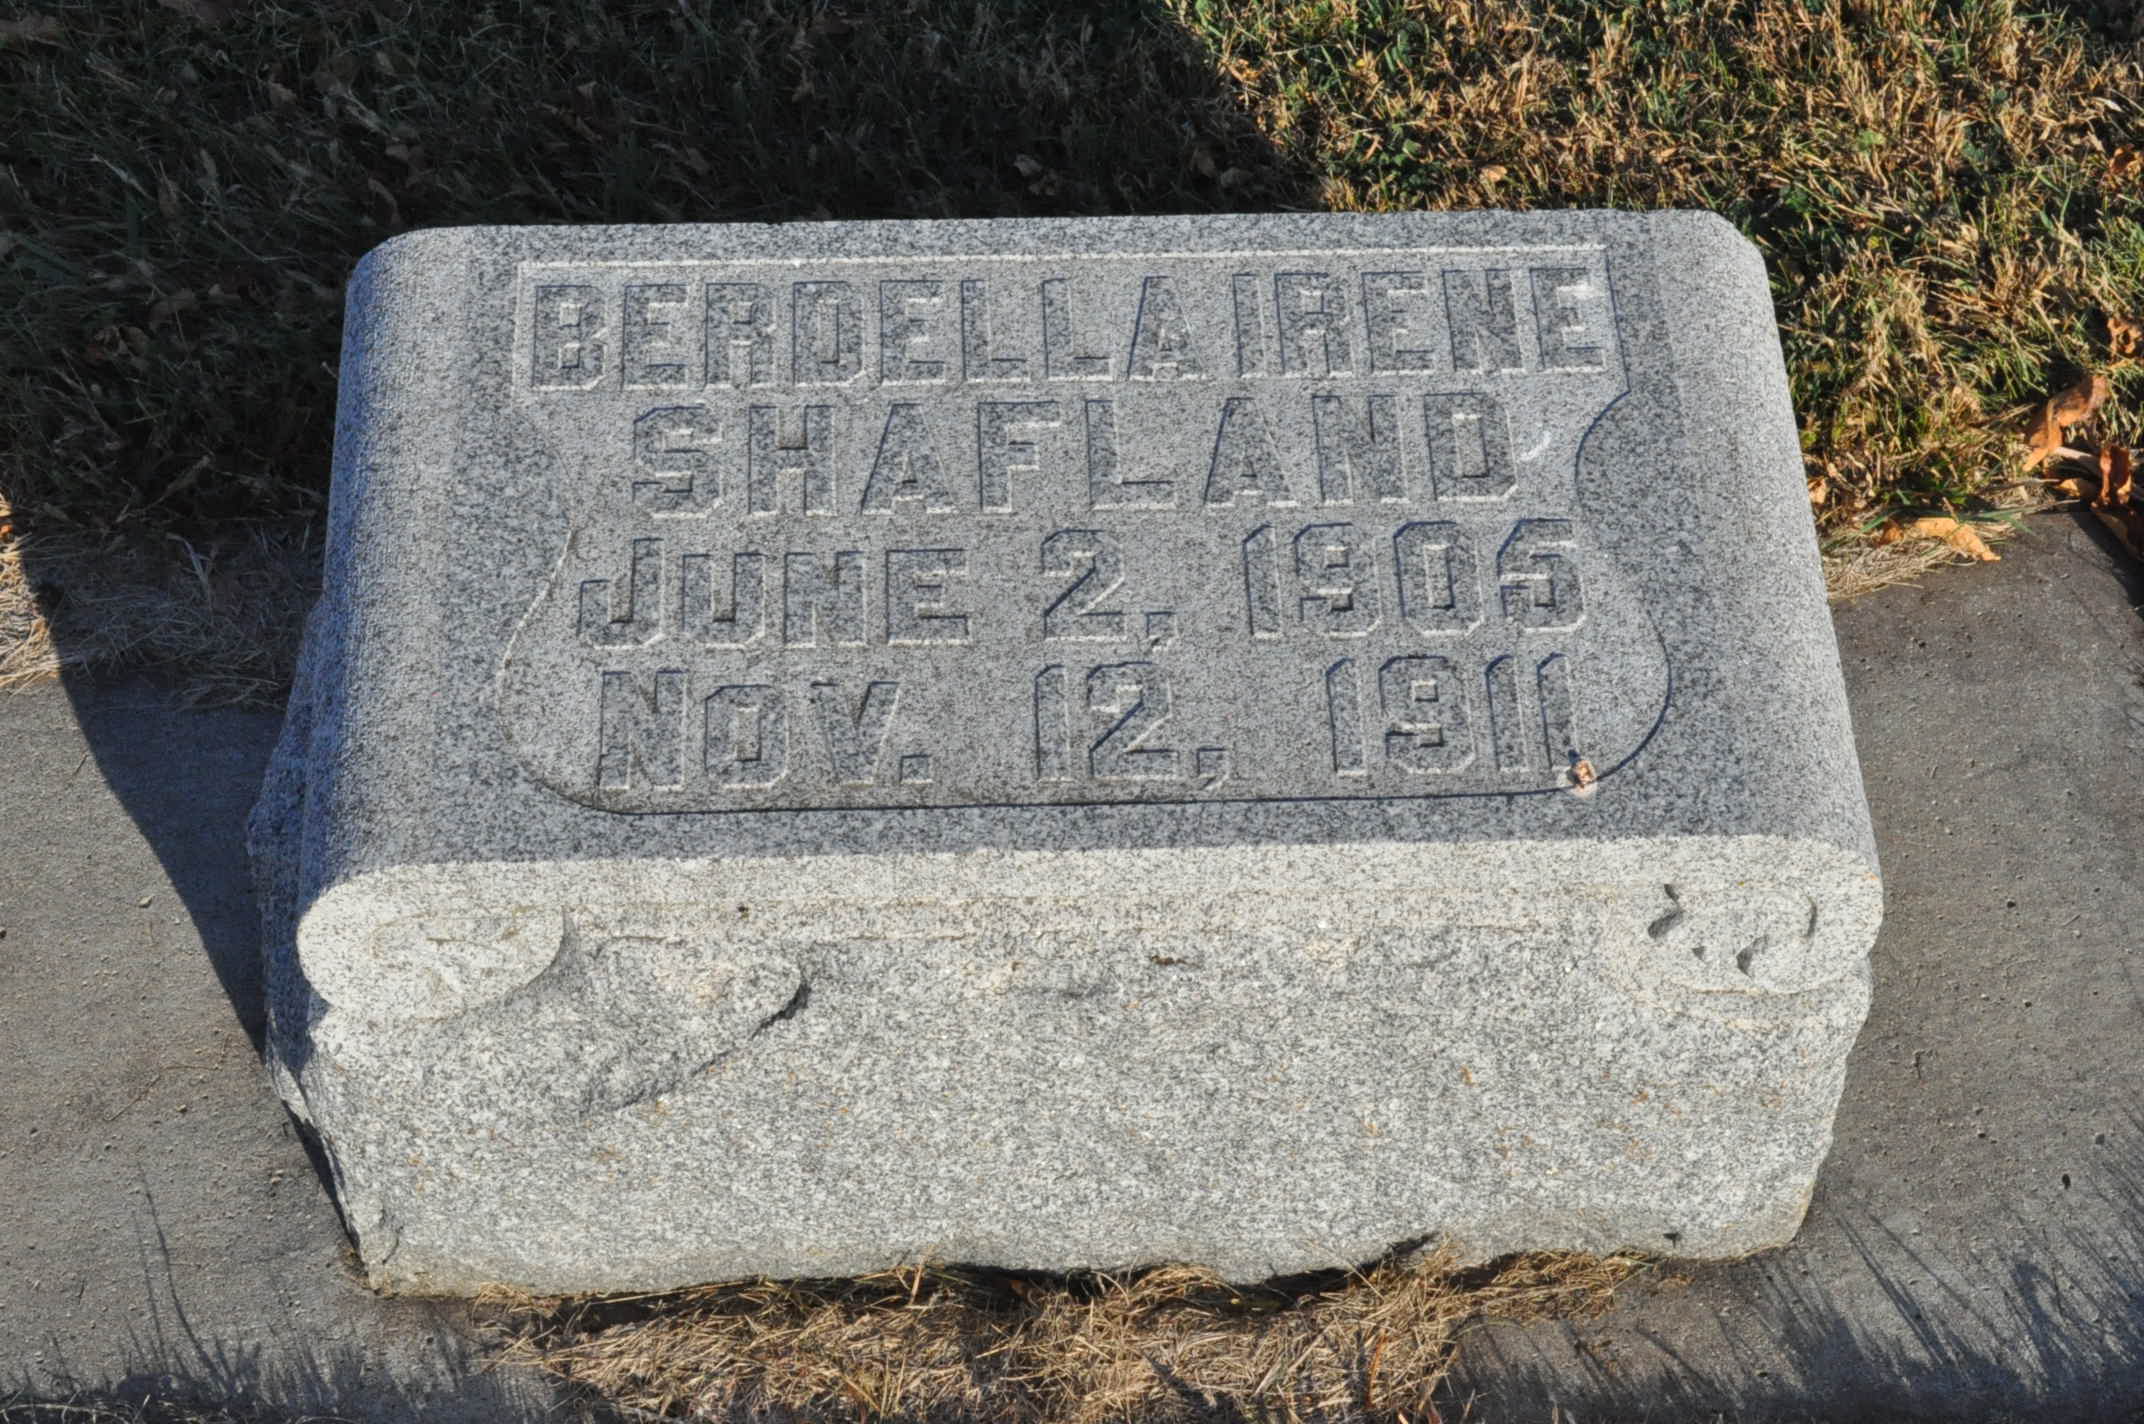 BERDELLA IRENE
SHAFLAND
JUNE 2, 1906
NOV. 12, 1911